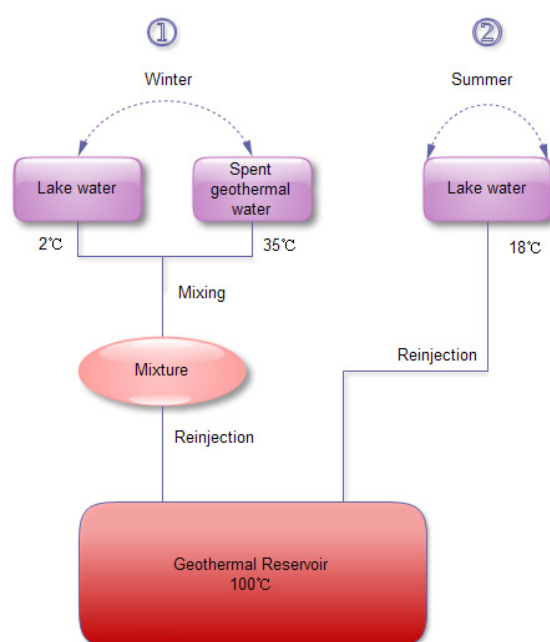 ① ②
Winter Summer
Lake water
Spent
geothermal
water
Lake water
2℃ 35℃ 18℃
Mixing
Reinjection
Mixture
Reinjection
Geothermal Reservoir
100℃